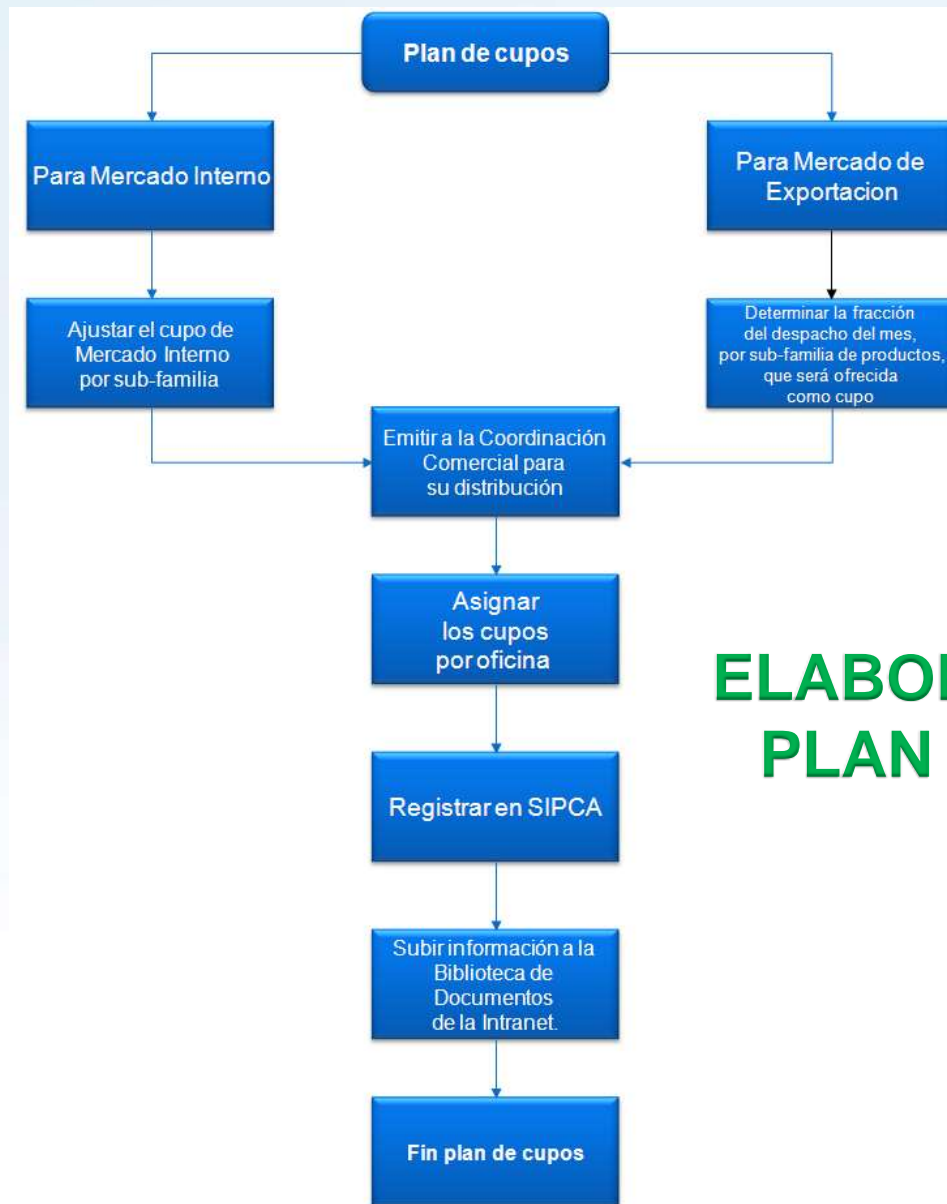 Plan de cupos
Para Mercado Interno
Para Mercado de
Exportacion
Ajustar el cupo de
Mercado Interno
por sub-familia
Determinar la fracción
del despacho del mes,
por sub-familia de productos,
que será ofrecida
como cupo
Emitir a la Coordinación
Comercial para
su distribución
Asignar
los cupos
por oficina
ELABO
PLAN
Registrar en SIPCA
Subir información a la
Biblioteca de
Documentos
de la Intranet.
Fin plan de cupos